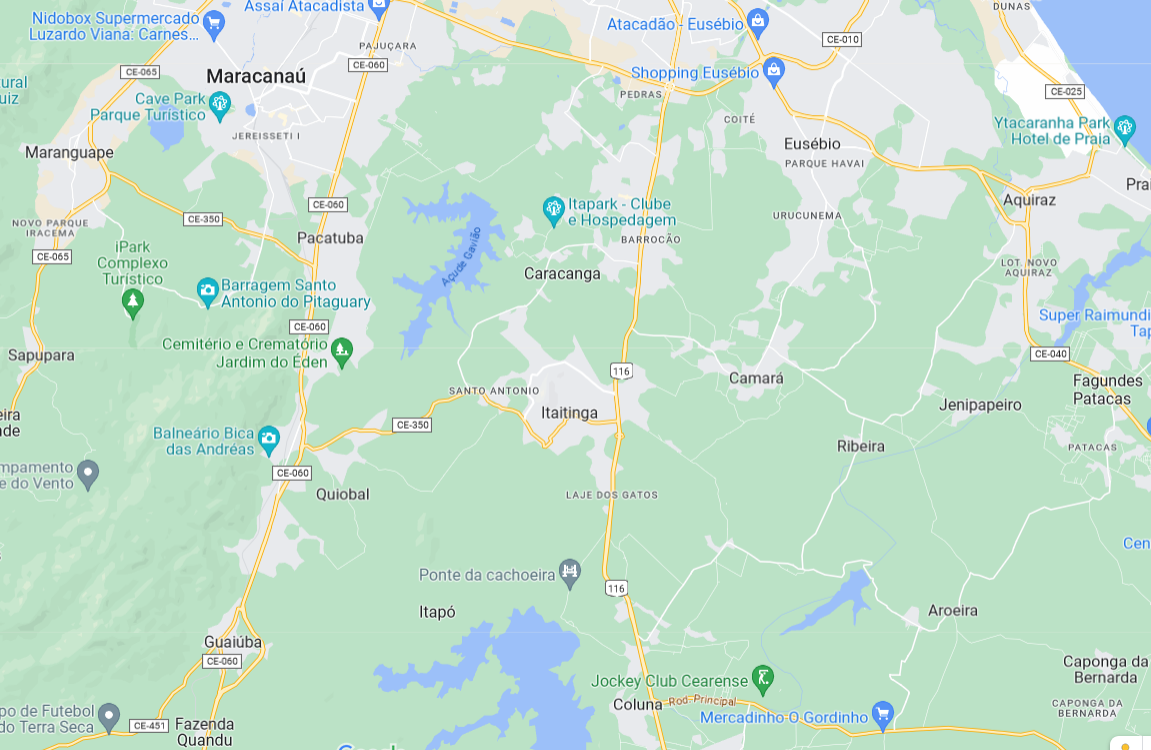 DUNAS
Assaí Atacadista
Nidobox Supermercado
Luzardo Viana: Carnes...
Atacadão - Eusébio
CE-010
PAJUÇARA
CE-060
CE-065
Maracanaú
Shopping Eusébio
ural
uiz
Cave Park
Parque Turístico
PEDRAS
CE-025
COITÉ
Ytacaranha Park
Hotel de Praia
JEREISSETI I
Eusébio
Maranguape
PARQUE HAVAI
Prai
Aquiraz
CE-060
Itapark - Clube
e Hospedagem
CE-350
URUCUNEMA
NOVO PARQUE
IRACEMA
Pacatuba
BARROCÃO
iPark
Complexo
Turístico
CE-065
Açude Gavião
LOT. NOVO
AQUIRAZ
Caracanga
Barragem Santo
Antonio do Pitaguary
Super Raimundi
Tap
CE-060
Cemitério e Crematório
Jardim do Éden
Sapupara
CE-040
116
Camará
Fagundes
Patacas
SANTO ANTONIO
Jenipapeiro
eira
nde
Itaitinga
CE-350
Balneário Bica
das Andréas
Ribeira
PATACAS
mpamento
e do Vento
CE-060
Quiobal
LAJE DOS GATOS
Cen
Ponte da cachoeira
116
Itapó
Aroeira
Guaiúba
CE-060
Caponga da
Bernarda
Jockey Club Cearense
Rod. Principal
Coluna
CAPONGA DA
BERNARDA
po de Futebol
do Terra Seca
CE-451
Fazenda
Quandu
Mercadinho O Gordinho